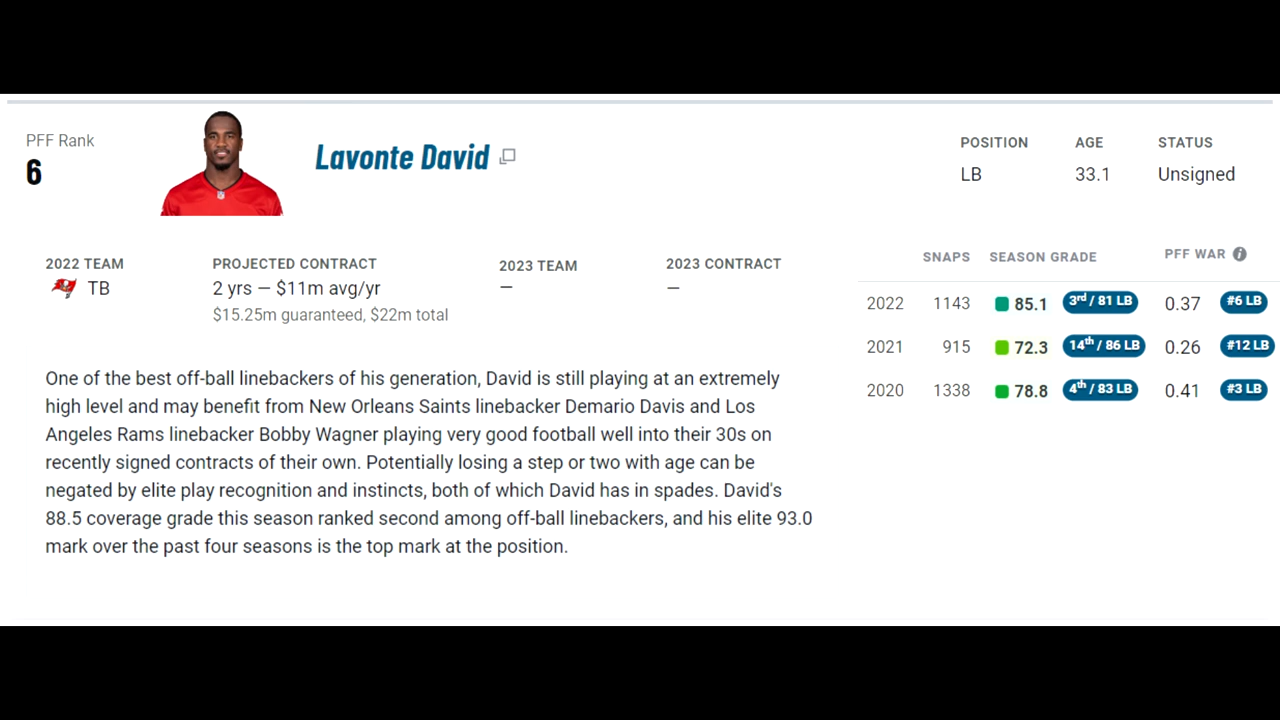 PFF Rank
6
Lavonte David
POSITION AGE STATUS
LB 33.1 Unsigned
2022 TEAM PROJECTED CONTRACT 2023 TEAM 2023 CONTRACT
TB 2 yrs — $11m avg/yr — —
$15.25m guaranteed, $22m total
SNAPS SEASON GRADE PFF WAR i
2022 1143 85.1 3rd / 81 LB 0.37 #6 LB
2021 915 72.3 14th / 86 LB 0.26 #12 LB
2020 1338 78.8 4th / 83 LB 0.41 #3 LB
One of the best off-ball linebackers of his generation, David is still playing at an extremely
high level and may benefit from New Orleans Saints linebacker Demario Davis and Los
Angeles Rams linebacker Bobby Wagner playing very good football well into their 30s on
recently signed contracts of their own. Potentially losing a step or two with age can be
negated by elite play recognition and instincts, both of which David has in spades. David's
88.5 coverage grade this season ranked second among off-ball linebackers, and his elite 93.0
mark over the past four seasons is the top mark at the position.